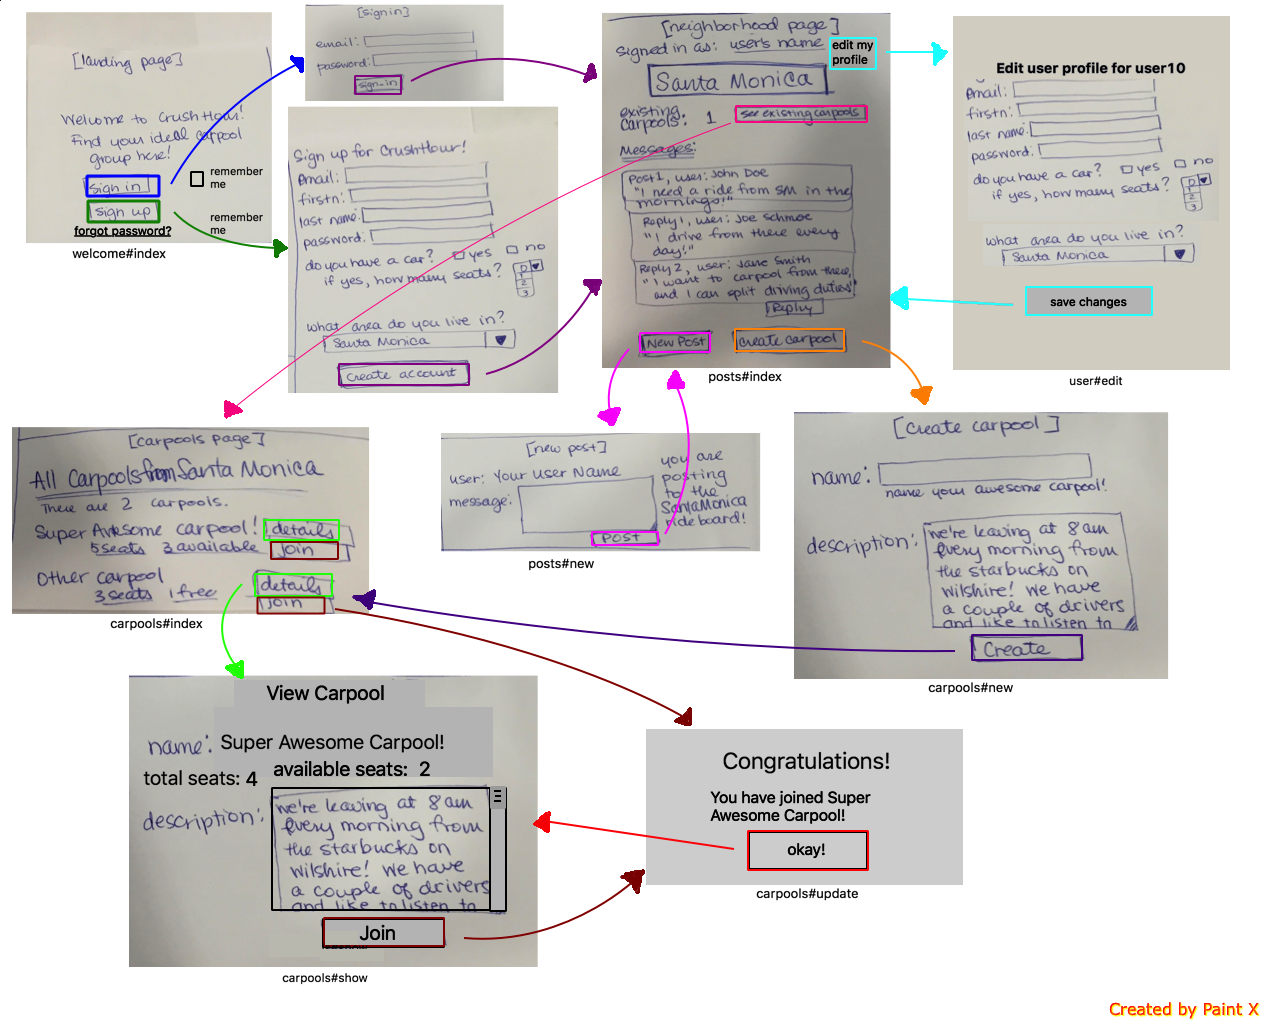 [landing page]
Welcome to CrushHour!
Find your ideal carpool
group here!
sign in
sign up
forgot password?
remember
me
remember
me
welcome#index
[signin]
email:
password:
sign-in
Sign up for CrushHour!
email:
firstn:
last name:
password:
do you have a car? yes no
if yes, how many seats? 0
1
2
3
what area do you live in?
Santa Monica
create account
[neighborhood page]
signed in as: user's name
edit my
profile
Santa Monica
existing
carpools: 1
see existing carpools
Messages:
Post1, user: John Doe
"I need a ride from SM in the
mornings!"
Reply 1, user: Joe Schmoe
"I drive from there every
day!"
Reply 2, user: Jane Smith
"I want to carpool from there,
and I can split driving duties"
Reply
New Post
create carpool
posts#index
Edit user profile for user10
email:
firstn:
last name:
password:
do you have a car? yes no
if yes, how many seats? 0
1
2
3
what area do you live in?
Santa Monica
save changes
user#edit
[carpools page]
All Carpools from Santa Monica
There are 2 carpools.
Super Awesome carpool! details
5 seats 3 available join
Other carpool details
3 seats 1 free join
carpools#index
[new post]
user: Your User Name
message:
you are
posting
to the
Santa Monica
rideboard!
POST
posts#new
[create carpool]
name:
name your awesome carpool!
description:
we're leaving at 8am
every morning from
the starbucks on
wilshire! we have
a couple of drivers
and like to listen to
Create
carpools#new
View Carpool
name: Super Awesome Carpool!
total seats: 4 available seats: 2
description:
we're leaving at 8am
every morning from
the starbucks on
wilshire! we have
a couple of drivers
and like to listen to
Join
carpools#show
Congratulations!
You have joined Super
Awesome Carpool!
okay!
carpools#update
Created by Paint X